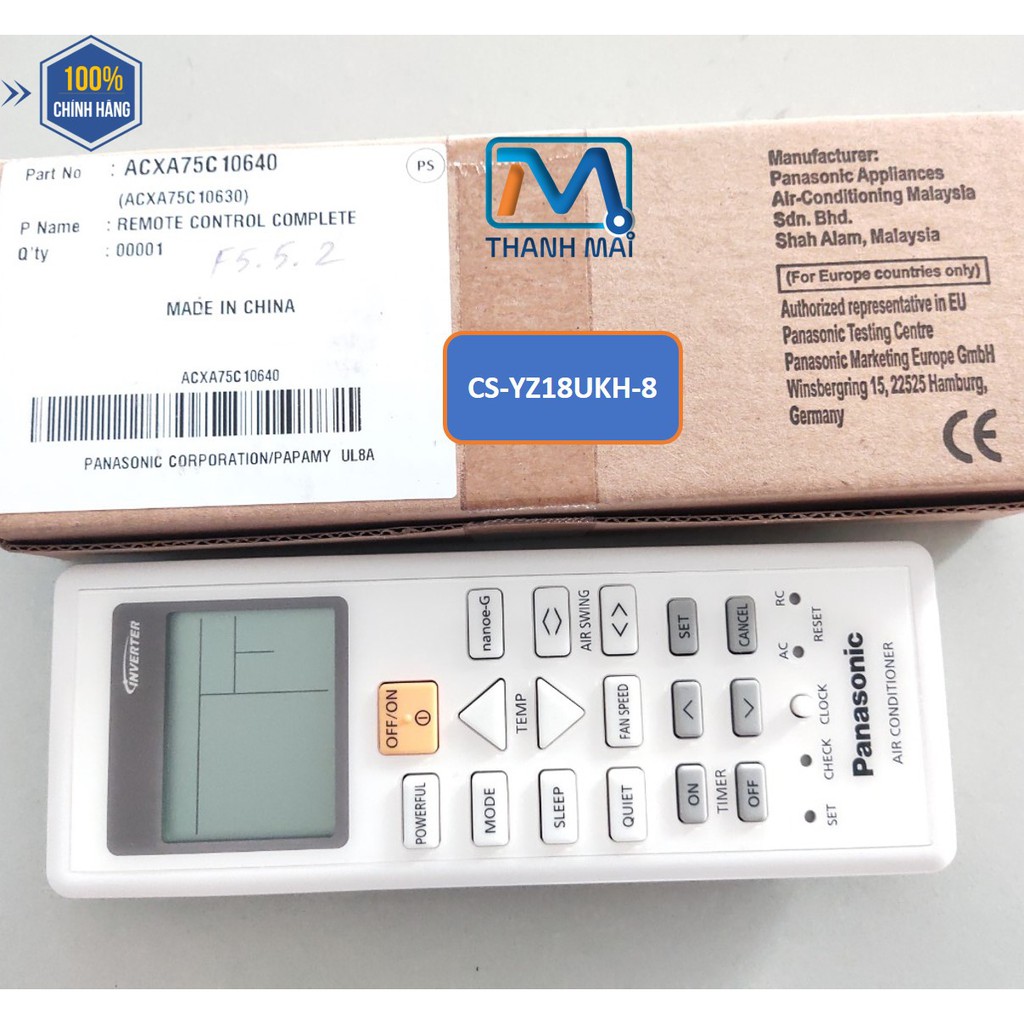 100%
CHÍNH HÃNG
Part No : ACXA75C10640
(ACXA75C10630)
P Name : REMOTE CONTROL COMPLETE
Q'ty : 00001
F5.5.2
MADE IN CHINA
ACXA75C10640
PANASONIC CORPORATION/PAPAMY UL8A
PS
THANH MAI
CS-YZ18UKH-8
Manufacturer:
Panasonic Appliances
Air-Conditioning Malaysia
Sdn. Bhd.
Shah Alam, Malaysia
(For Europe countries only)
Authorized representative in EU
Panasonic Testing Centre
Panasonic Marketing Europe GmbH
Winsbergring 15, 22525 Hamburg,
Germany
CE
INVERTER
OFF/ON
nanoe-G
POWERFUL
TEMP
AIR SWING
MODE
SLEEP
FAN SPEED
QUIET
SET
CANCEL
ON
TIMER
OFF
SET
CHECK
CLOCK
AC
RC
RESET
Panasonic
AIR CONDITIONER